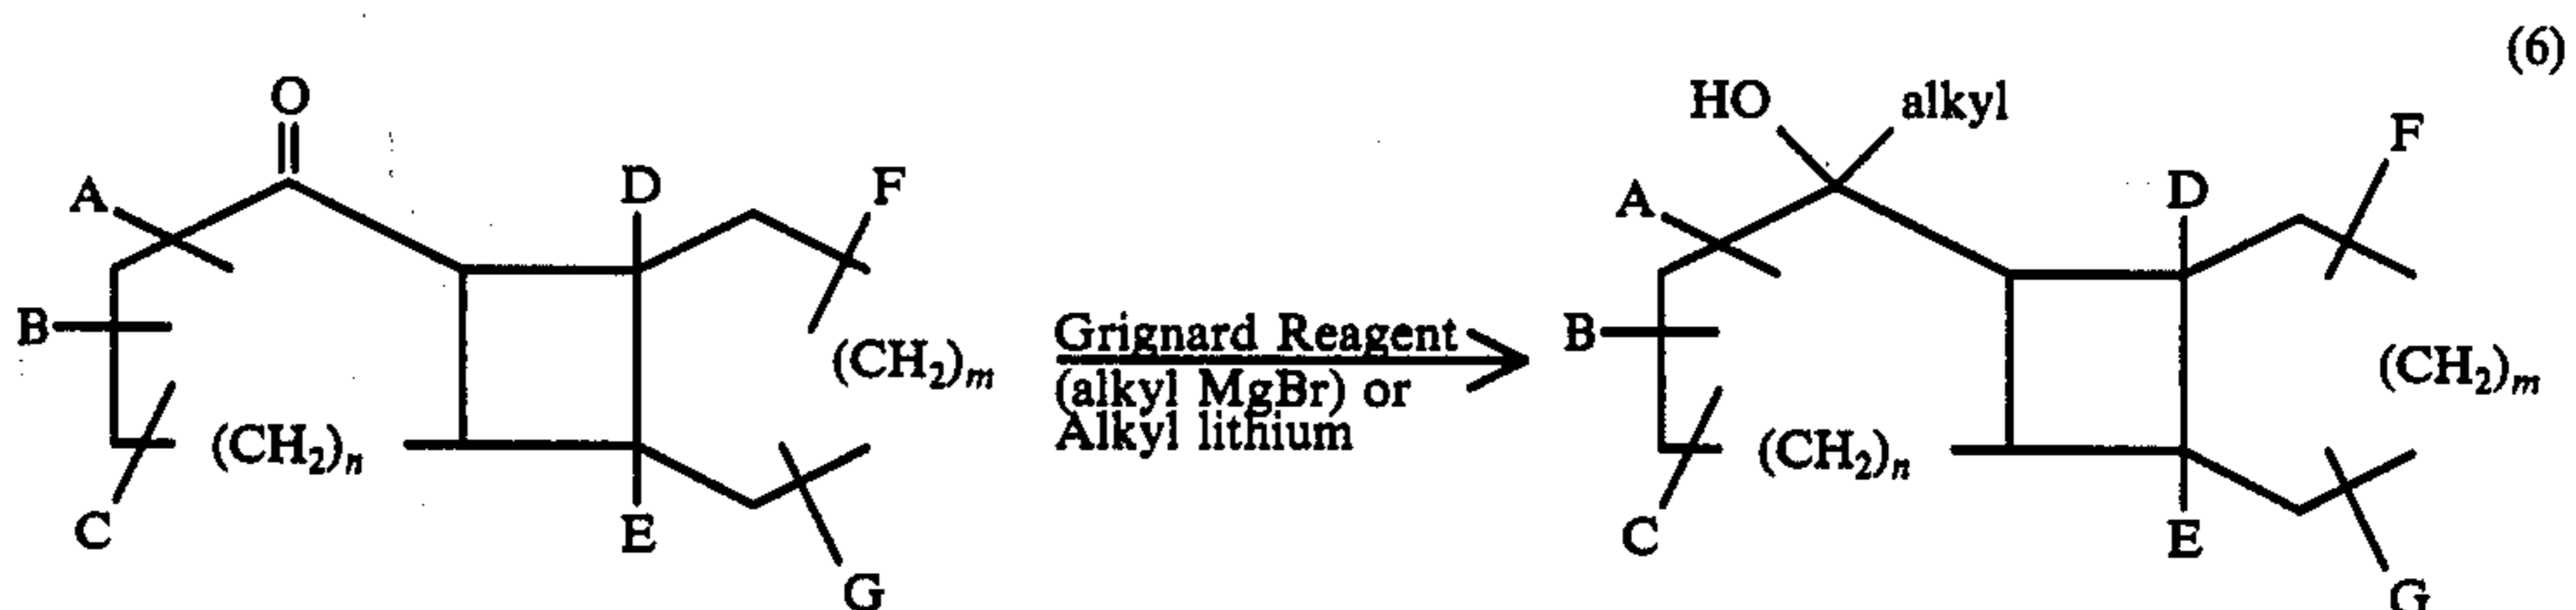 (6)
O
A
D
F
B
(CH₂)ₘ
(CH₂)ₙ
C
E
G
Grignard Reagent
(alkyl MgBr) or
Alkyl lithium
HO alkyl
F
A
D
B
(CH₂)ₘ
(CH₂)ₙ
C
E
G